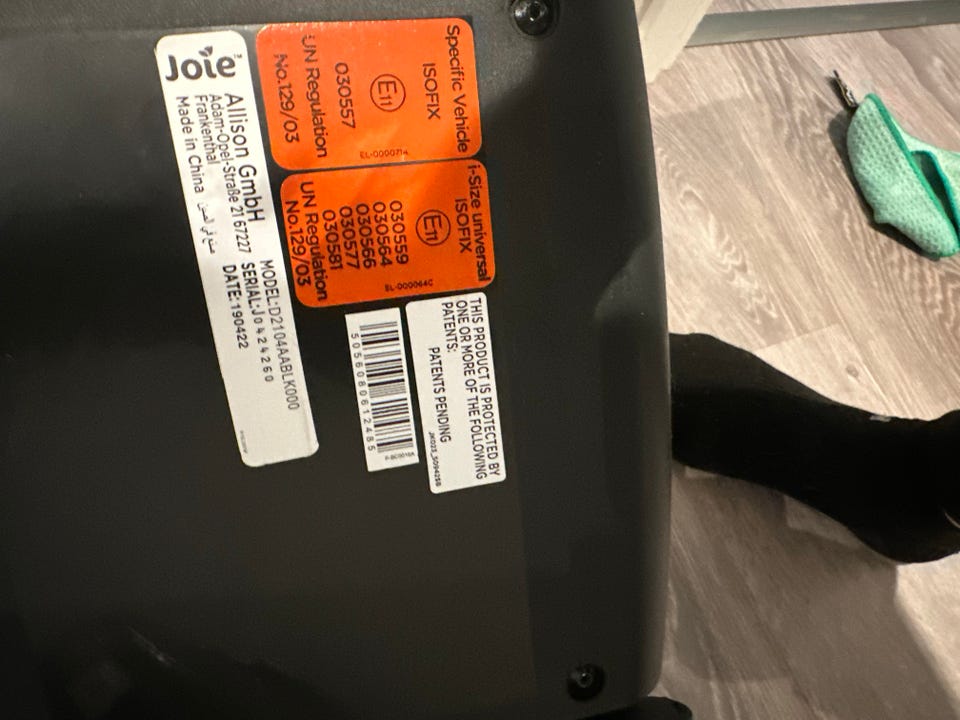 Joie
Allison GmbH
Adam-Opel-Straße 21 67227
Frankenthal
Made in China صنع في الصين
MODEL:D2104AABLK000
SERIAL:J0424260
DATE:190422
Specific Vehicle
ISOFIX
E11
030557
UN Regulation
No.129/03
i-Size universal
ISOFIX
E11
030559
030564
030566
030577
030581
UN Regulation
No.129/03
5056080612485
THIS PRODUCT IS PROTECTED BY
ONE OR MORE OF THE FOLLOWING
PATENTS:
PATENTS PENDING